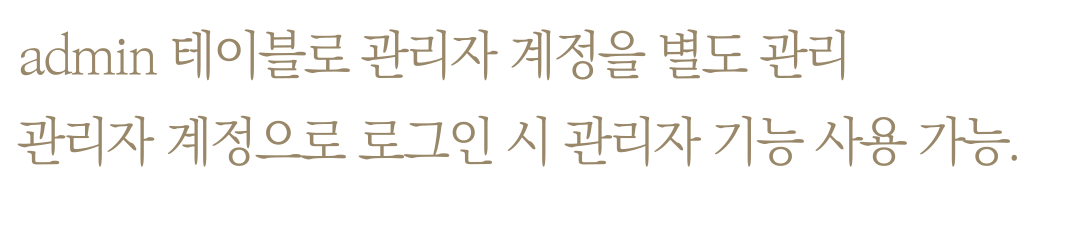 admin 테이블로 관리자 계정을 별도 관리
관리자 계정으로 로그인 시 관리자 기능 사용 가능.